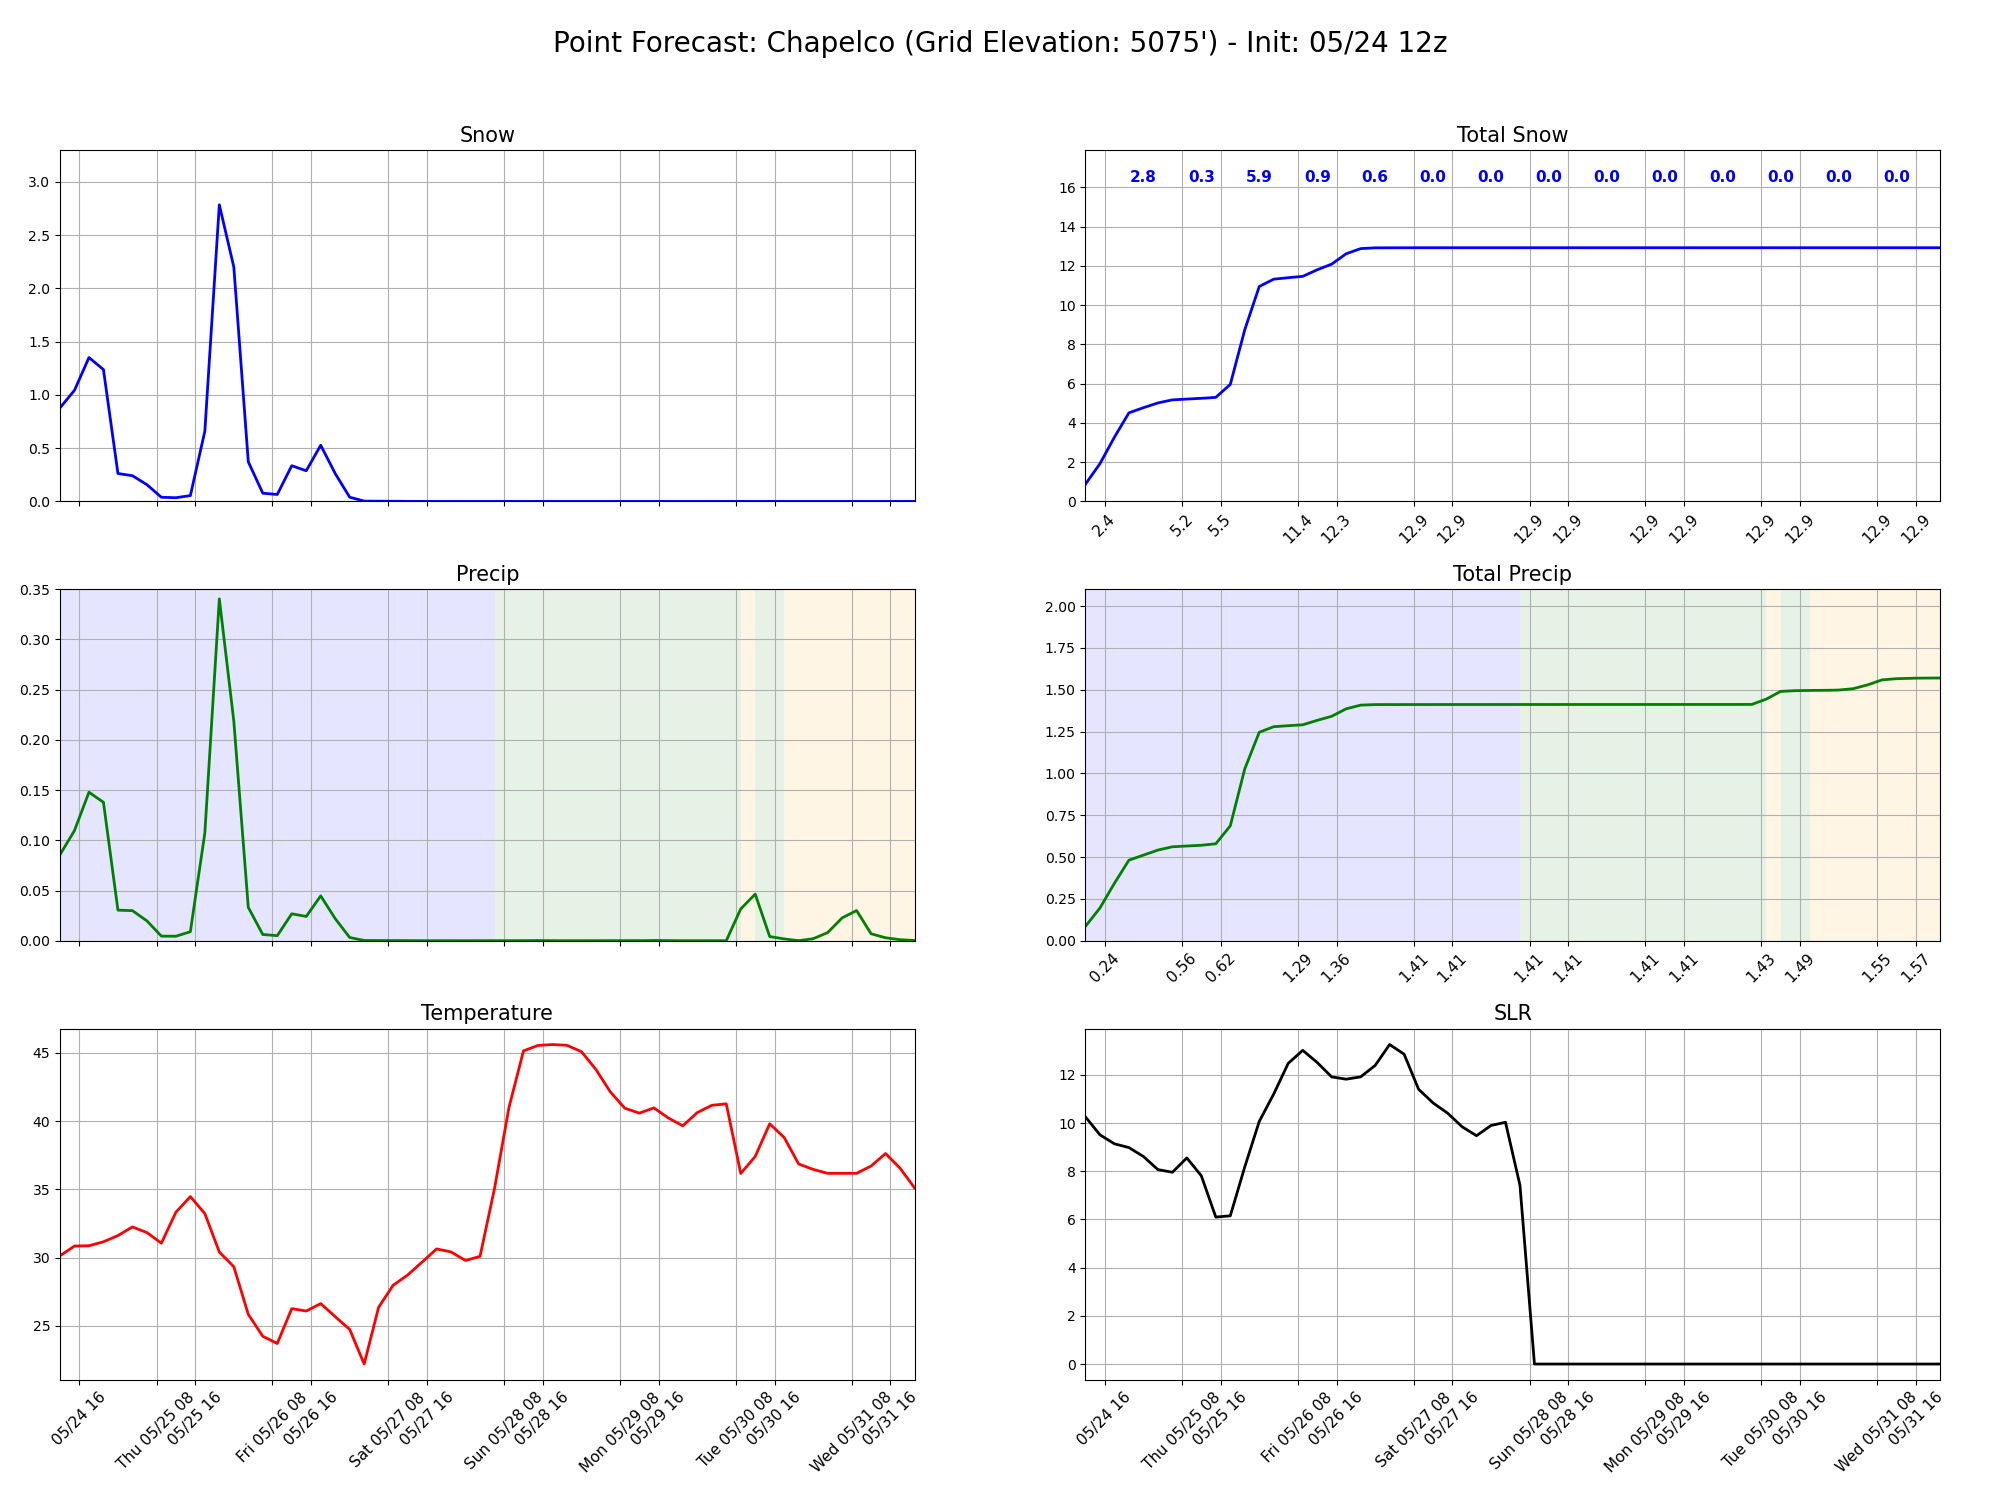 Point Forecast: Chapelco (Grid Elevation: 5075') - Init: 05/24 12z
Snow
3.0
2.5
2.0
1.5
1.0
0.5
0.0
Total Snow
2.8 0.3 5.9 0.9 0.6 0.0 0.0 0.0 0.0 0.0 0.0 0.0 0.0 0.0
16
14
12
10
8
6
4
2
0
2.4 5.2 5.5 11.4 12.3 12.9 12.9 12.9 12.9 12.9 12.9 12.9 12.9 12.9 12.9
Precip
0.35
0.30
0.25
0.20
0.15
0.10
0.05
0.00
Total Precip
2.00
1.75
1.50
1.25
1.00
0.75
0.50
0.25
0.00
0.24 0.56 0.62 1.29 1.36 1.41 1.41 1.41 1.41 1.41 1.41 1.43 1.49 1.55 1.57
Temperature
45
40
35
30
25
05/24 16
Thu 05/25 08
05/25 16
Fri 05/26 08
05/26 16
Sat 05/27 08
05/27 16
Sun 05/28 08
05/28 16
Mon 05/29 08
05/29 16
Tue 05/30 08
05/30 16
Wed 05/31 08
05/31 16
SLR
12
10
8
6
4
2
0
05/24 16
Thu 05/25 08
05/25 16
Fri 05/26 08
05/26 16
Sat 05/27 08
05/27 16
Sun 05/28 08
05/28 16
Mon 05/29 08
05/29 16
Tue 05/30 08
05/30 16
Wed 05/31 08
05/31 16